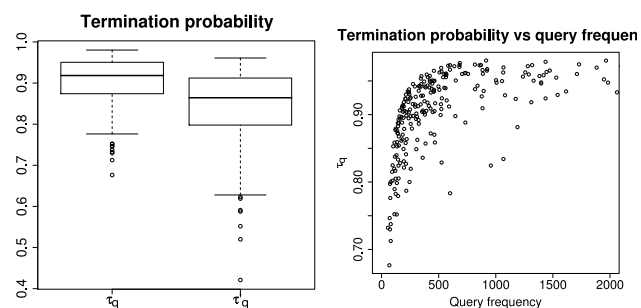 Termination probability
1.0
0.9
0.8
0.7
0.6
0.5
0.4
τq
τ'q
Termination probability vs query frequen
τq
0.90
0.80
0.70
0
500
1000
1500
2000
Query frequency